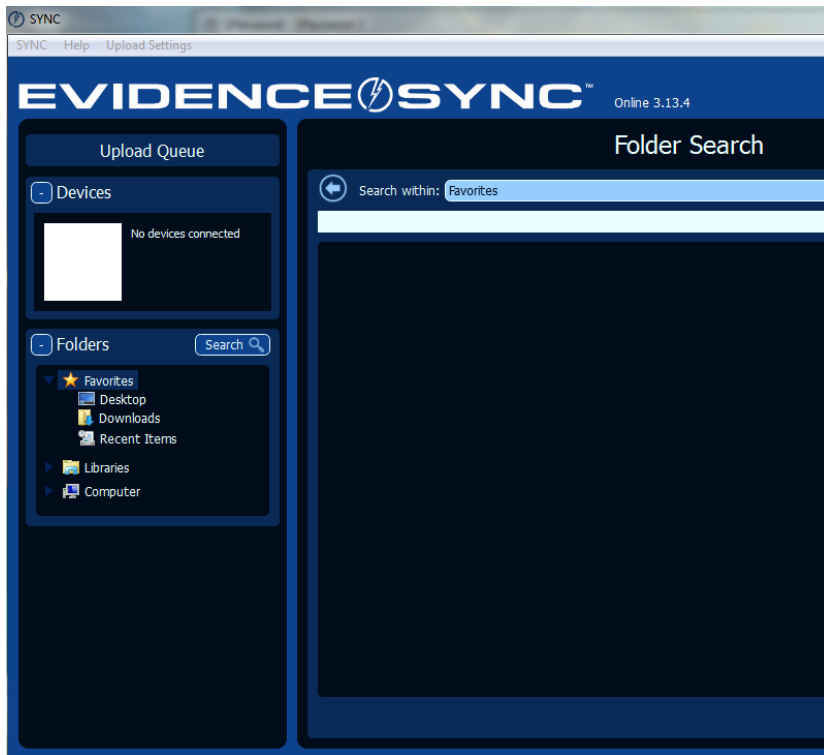 SYNC
SYNC Help Upload Settings
EVIDENCE SYNC™ Online 3.13.4
Upload Queue
- Devices
No devices connected
- Folders Search
Favorites
Desktop
Downloads
Recent Items
Libraries
Computer
Folder Search
Search within: Favorites